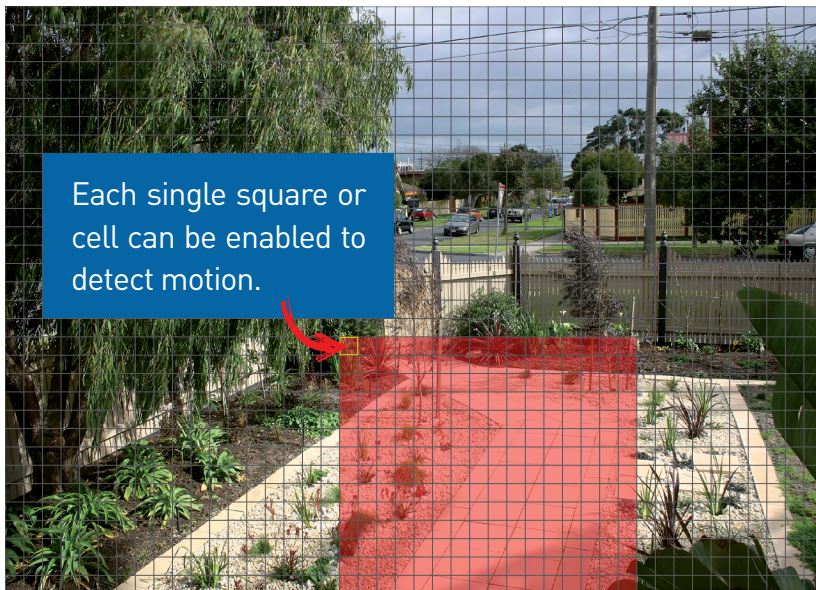 Each single square or
cell can be enabled to
detect motion.